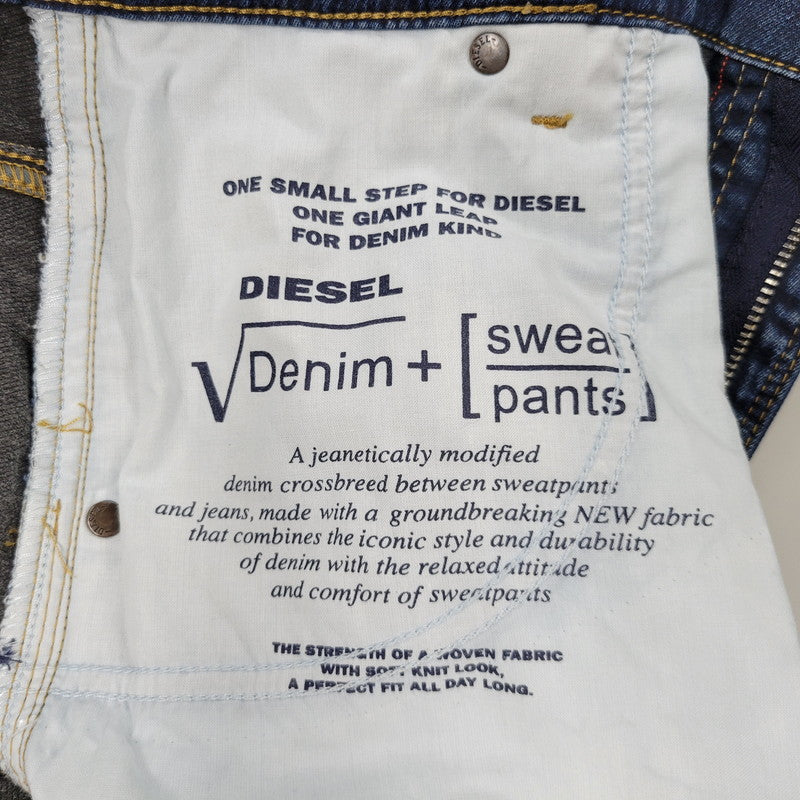 DIESEL
ONE SMALL STEP FOR DIESEL
ONE GIANT LEAP
FOR DENIM KIND
DIESEL
√Denim + [sweat
pants]
A jeanetically modified
denim crossbreed between sweatpants
and jeans, made with a groundbreaking NEW fabric
that combines the iconic style and durability
of denim with the relaxed attitude
and comfort of sweatpants
THE STRENGTH OF A WOVEN FABRIC
WITH SOFT KNIT LOOK,
A PERFECT FIT ALL DAY LONG.